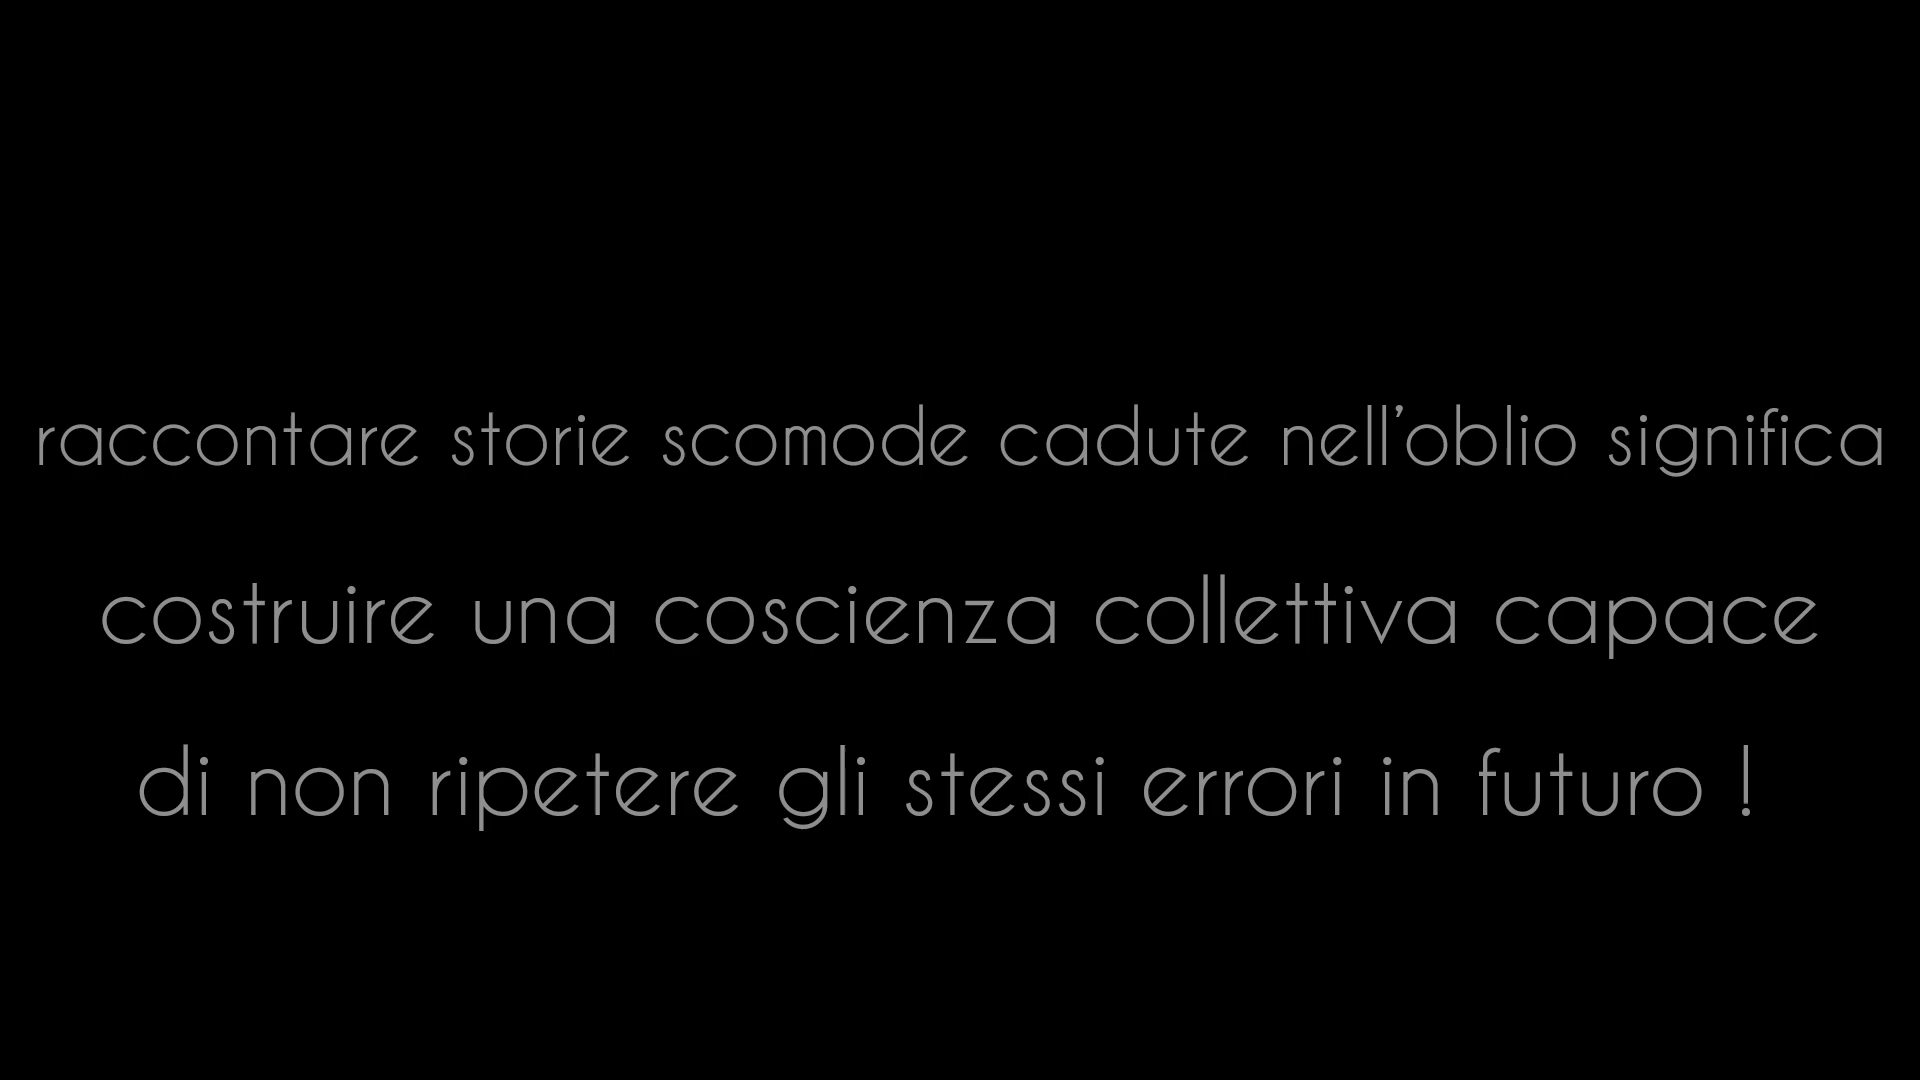 raccontare storie scomode cadute nell'oblio significa
costruire una coscienza collettiva capace
di non ripetere gli stessi errori in futuro !